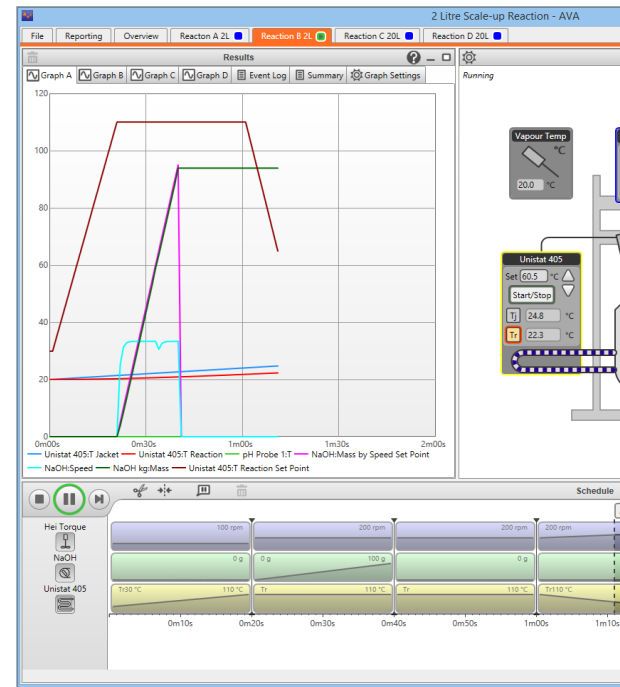 2 Litre Scale-up Reaction - AVA
File Reporting Overview Reacton A 2L Reaction B 2L Reaction C 20L Reaction D 20L
Results
Graph A Graph B Graph C Graph D Event Log Summary Graph Settings
Running
120
100
80
60
40
20
0
0m00s 0m30s 1m00s 1m30s 2m00s
Unistat 405:T Jacket Unistat 405:T Reaction pH Probe 1:T NaOH:Mass by Speed Set Point
NaOH:Speed NaOH kg:Mass Unistat 405:T Reaction Set Point
Vapour Temp
°C
20.0 °C
Unistat 405
Set 60.5 °C
Start/Stop
Tj 24.8 °C
Tr 22.3 °C
Schedule
Hei Torque
100 rpm 200 rpm 200 rpm 200 rpm
NaOH
0 g 0 g 100 g 0 g
Unistat 405
Tr30 °C 110 °C Tr 110 °C Tr 110 °C Tr110 °C
0m10s 0m20s 0m30s 0m40s 0m50s 1m00s 1m10s